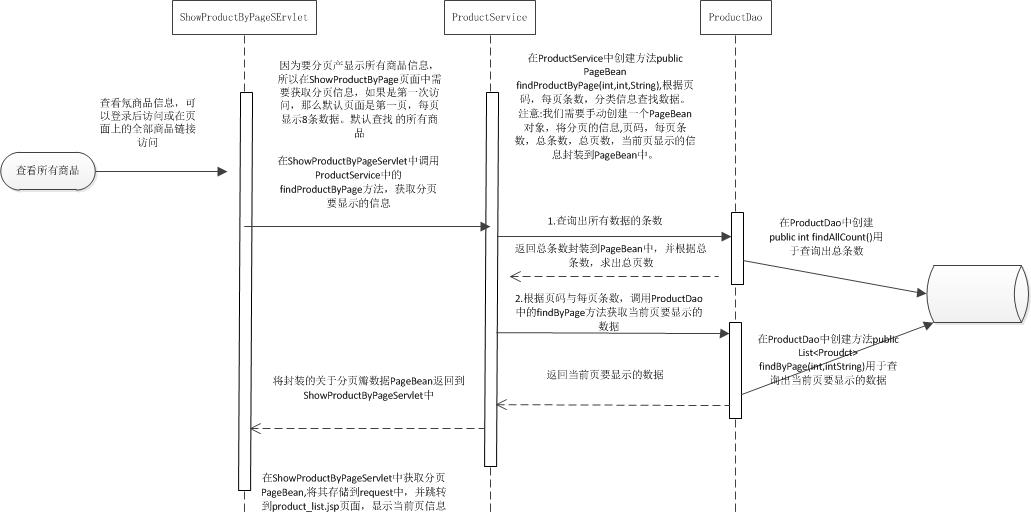 ShowProductByPageSErvlet
ProductService
ProductDao
查看氖商品信息，可
以登录后访问或在页
面上的全部商品链接
访问
查看所有商品
因为要分页产显示所有商品信息，
所以在ShowProductByPage页面中需
要获取分页信息，如果是第一次访
问，那么默认页面是第一页，每页
显示8条数据。默认查找 的所有商
品
在ShowProductByPageServlet中调用
ProductService中的
findProductByPage方法，获取分页
要显示的信息
在ProductService中创建方法public
PageBean
findProductByPage(int,int,String),根据页
码，每页条数，分类信息查找数据。
注意:我们需要手动创建一个PageBean
对象，将分页的信息,页码，每页条
数，总条数，总页数，当前页显示的信
息封装到PageBean中。
1.查询出所有数据的条数
返回总条数封装到PageBean中，并根据总
条数，求出总页数
2.根据页码与每页条数，调用ProductDao
中的findByPage方法获取当前页要显示的
数据
返回当前页要显示的数据
在ProductDao中创建
public int findAllCount()用
于查询出总条数
在ProductDao中创建方法public
List<Proudct>
findByPage(int,intString)用于查
询出当前页要显示的数据
将封装的关于分页瓣数据PageBean返回到
ShowProductByPageServlet中
在ShowProductByPageServlet中获取分页
PageBean,将其存储到request中，并跳转
到product_list.jsp页面，显示当前页信息